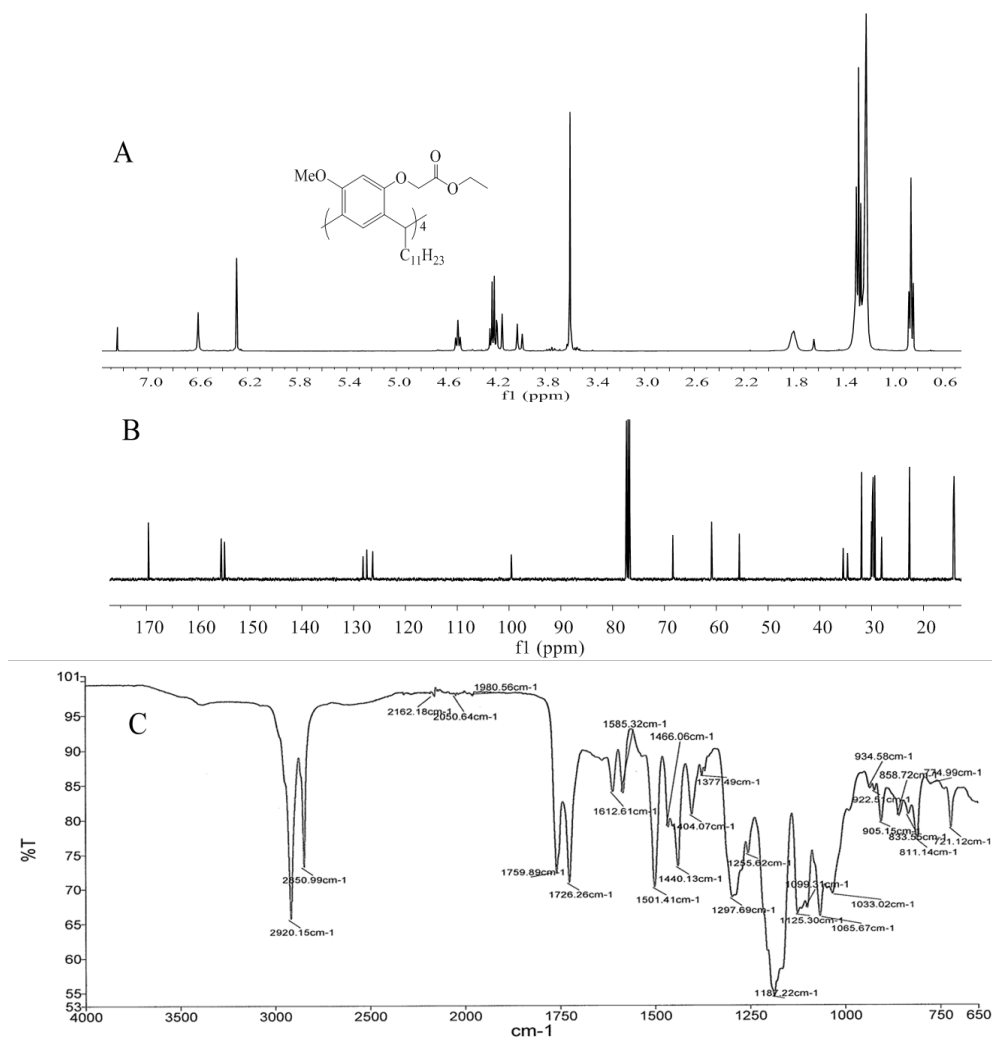 A
MeO
O
O
O
4
C11H23
7.0 6.6 6.2 5.8 5.4 5.0 4.6 4.2 3.8 3.4 3.0 2.6 2.2 1.8 1.4 1.0 0.6
f1 (ppm)
B
170 160 150 140 130 120 110 100 90 80 70 60 50 40 30 20
f1 (ppm)
C
101
95
90
85
80
75
70
65
60
55
53
%T
1980.56cm-1
2162.18cm-1
2050.64cm-1
1585.32cm-1
1466.06cm-1
934.58cm-1
858.72cm-1
774.99cm-1
1377.49cm-1
1612.61cm-1
1404.07cm-1
922.51cm-1
905.15cm-1
833.55cm-1
721.12cm-1
811.14cm-1
1255.62cm-1
2850.99cm-1
1759.89cm-1
1726.26cm-1
1440.13cm-1
1501.41cm-1
1099.31cm-1
1297.69cm-1
1125.30cm-1
1033.02cm-1
1065.67cm-1
2920.15cm-1
1187.22cm-1
4000 3500 3000 2500 2000 1750 1500 1250 1000 750 650
cm-1